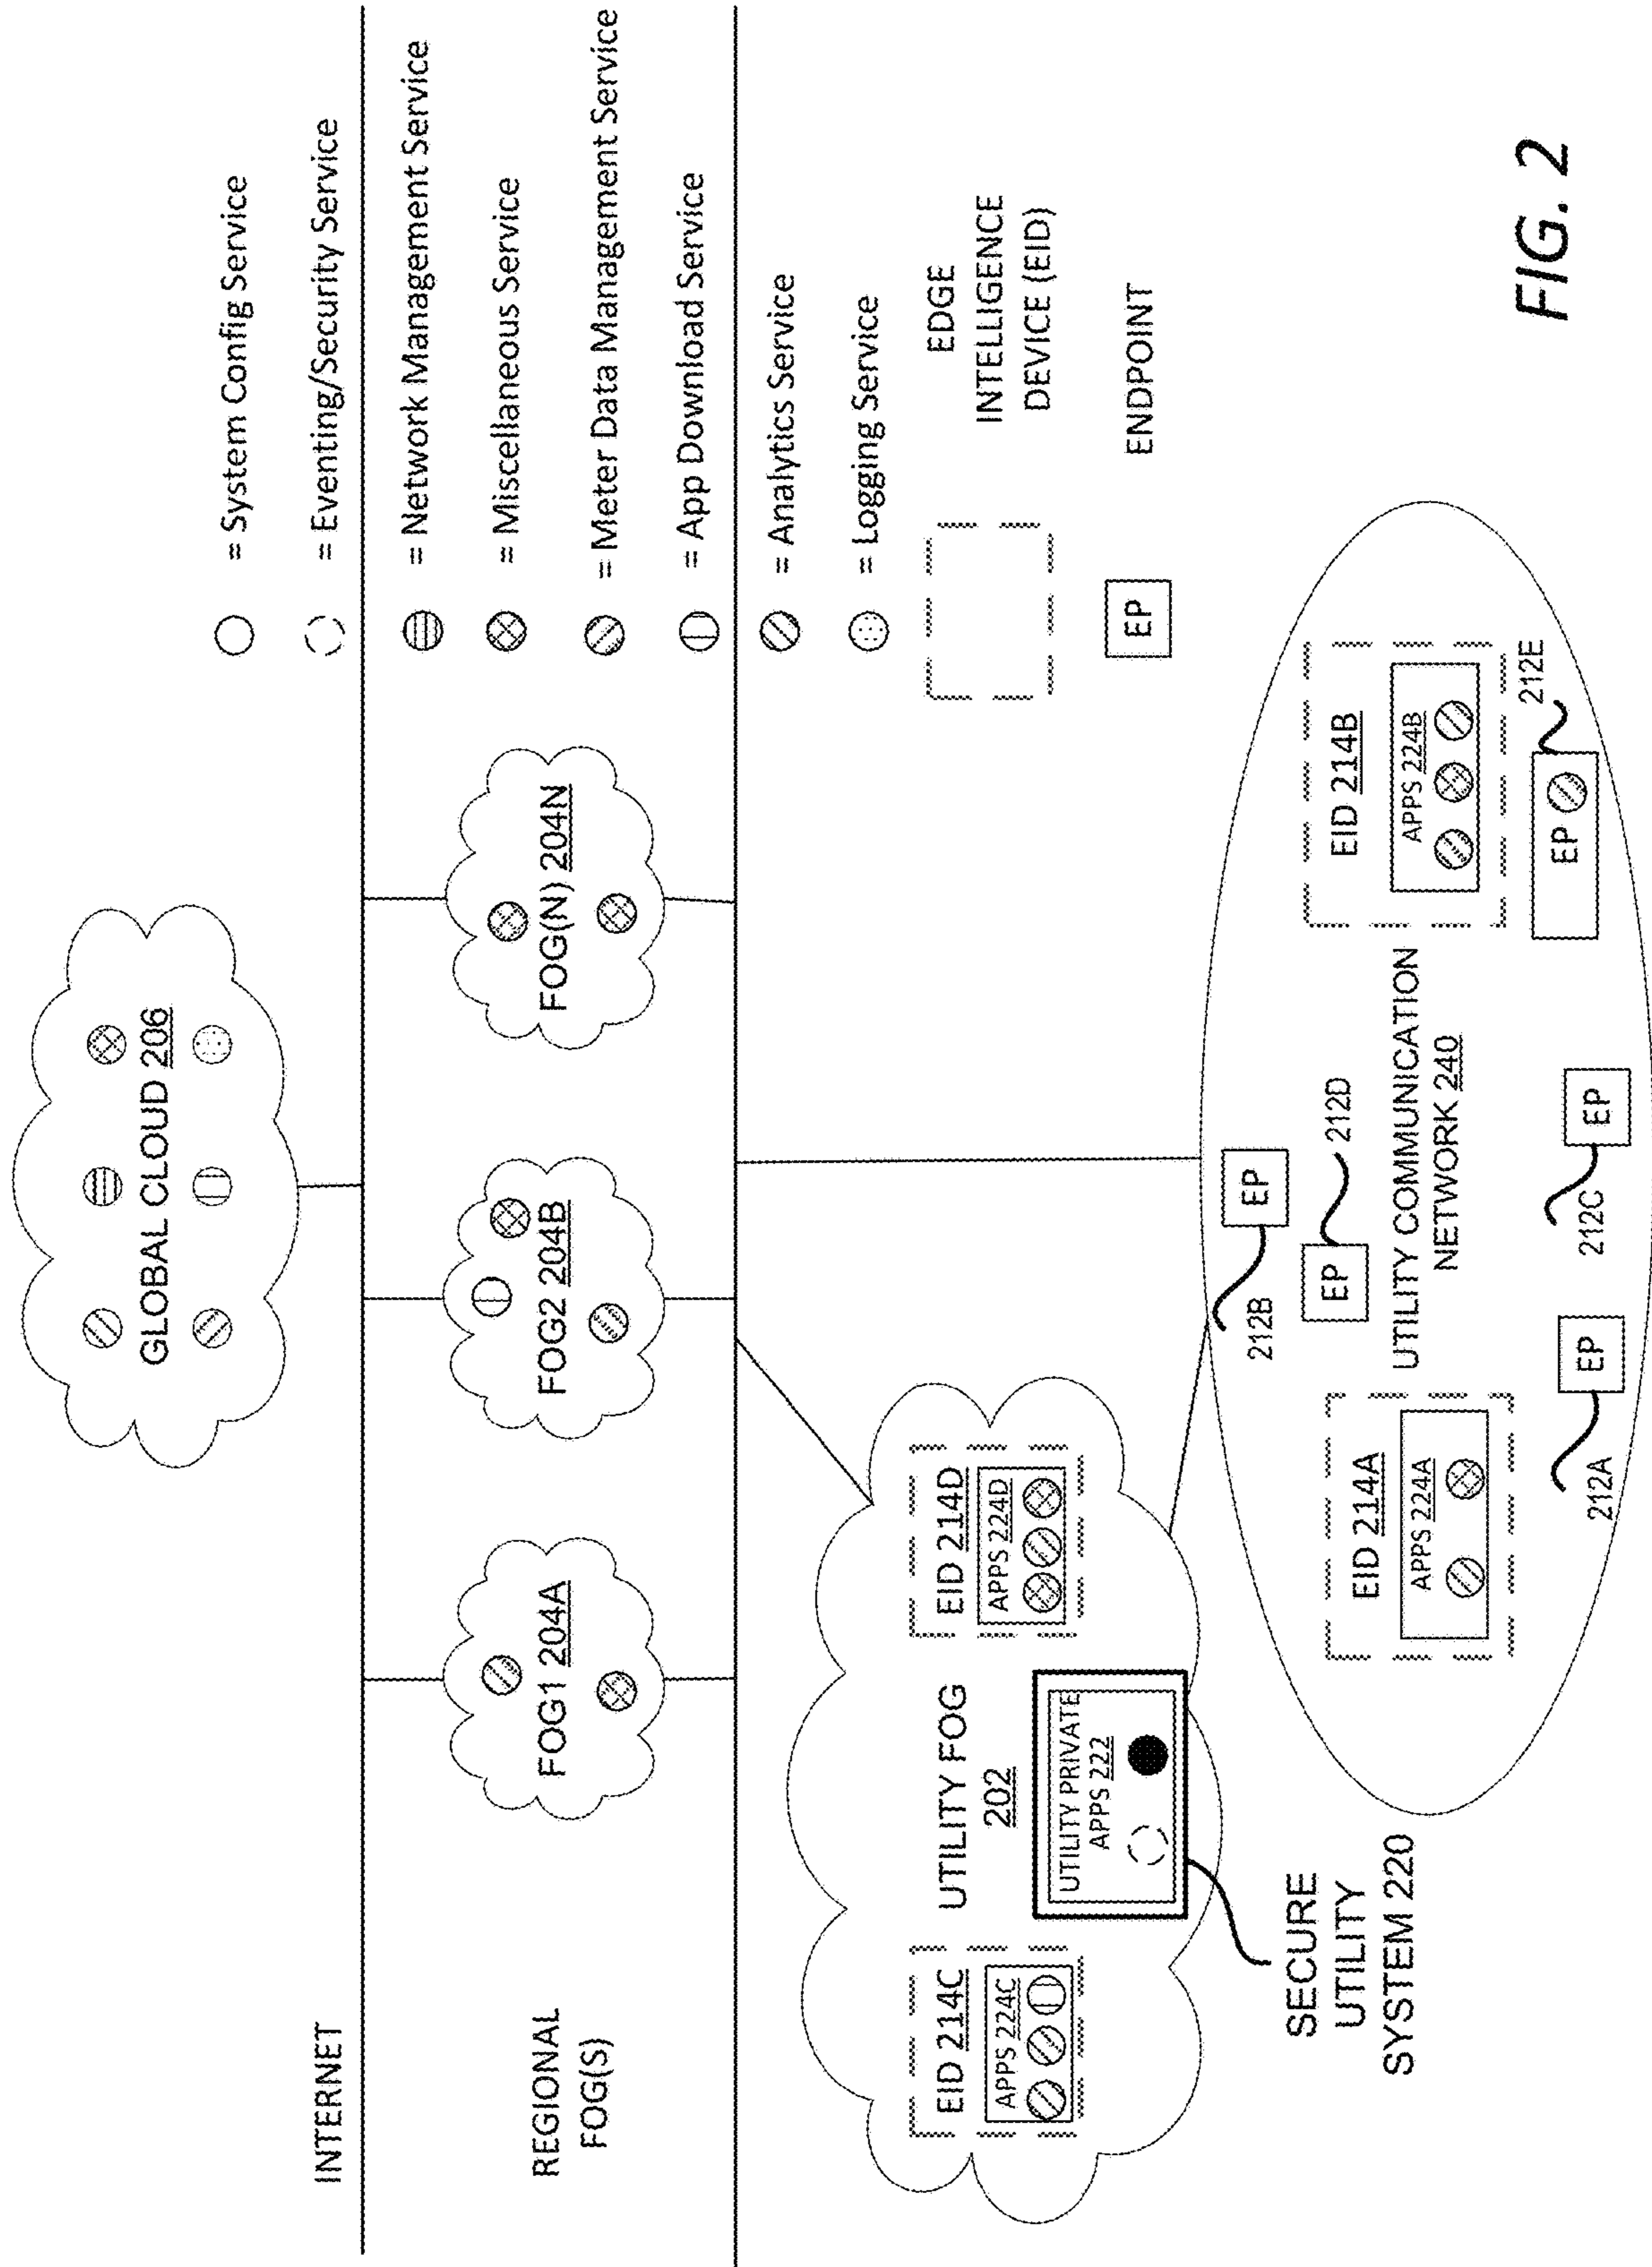 GLOBAL CLOUD 206
INTERNET
REGIONAL
FOG(S)
FOG1 204A
FOG2 204B
FOG(N) 204N
= System Config Service
= Eventing/Security Service
= Network Management Service
= Miscellaneous Service
= Meter Data Management Service
= App Download Service
= Analytics Service
= Logging Service
EDGE
INTELLIGENCE
DEVICE (EID)
EP
ENDPOINT
EID 214C
APPS 224C
UTILITY FOG
202
UTILITY PRIVATE
APPS 222
EID 214D
APPS 224D
SECURE
UTILITY
SYSTEM 220
212B
EP
EP
212D
EID 214A
APPS 224A
UTILITY COMMUNICATION
NETWORK 240
EID 214B
APPS 224B
212A
EP
212C
EP
EP
212E
FIG. 2